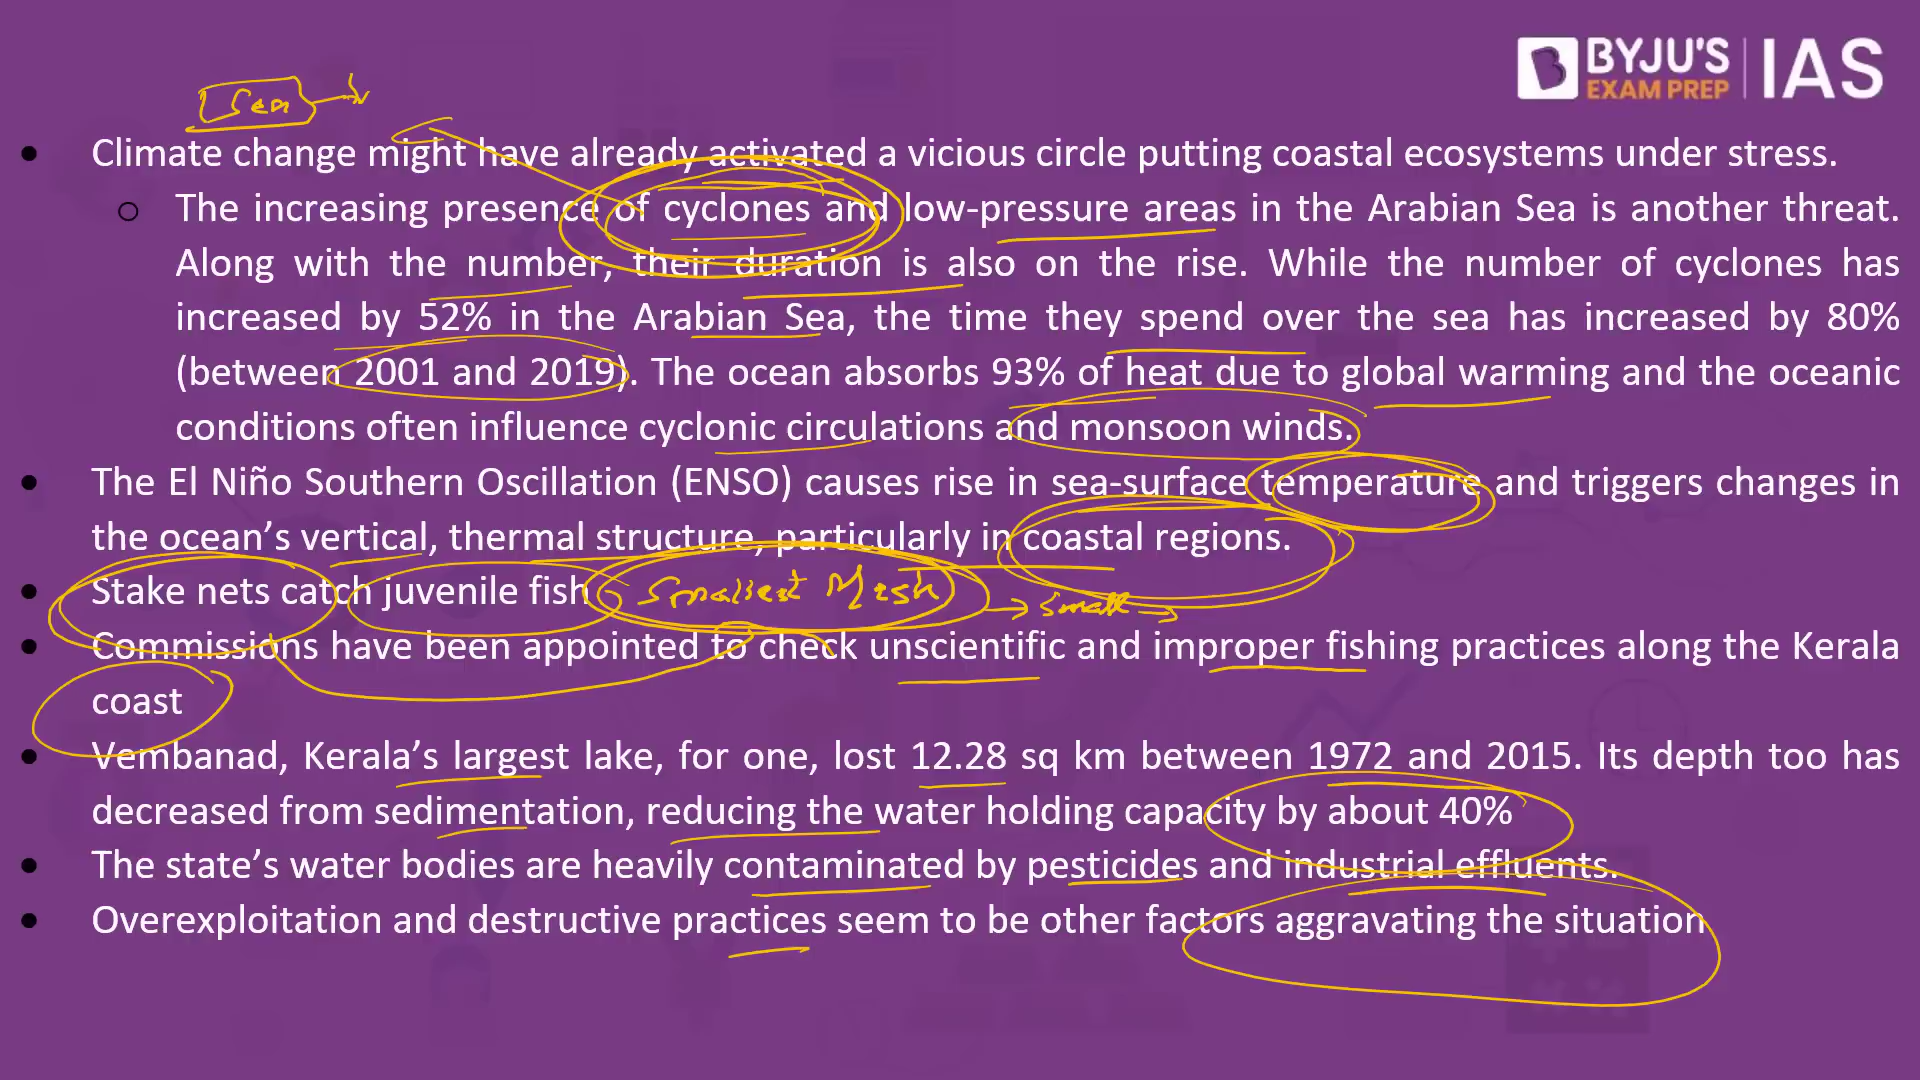 BYJU'S
EXAM PREP
IAS
Sea
• Climate change might have already activated a vicious circle putting coastal ecosystems under stress.
○ The increasing presence of cyclones and low-pressure areas in the Arabian Sea is another threat.
Along with the number, their duration is also on the rise. While the number of cyclones has
increased by 52% in the Arabian Sea, the time they spend over the sea has increased by 80%
(between 2001 and 2019). The ocean absorbs 93% of heat due to global warming and the oceanic
conditions often influence cyclonic circulations and monsoon winds.
• The El Niño Southern Oscillation (ENSO) causes rise in sea-surface temperature and triggers changes in
the ocean’s vertical, thermal structure, particularly in coastal regions.
• Stake nets catch juvenile fish Smallest Mesh → Small →
• Commissions have been appointed to check unscientific and improper fishing practices along the Kerala
coast
• Vembanad, Kerala’s largest lake, for one, lost 12.28 sq km between 1972 and 2015. Its depth too has
decreased from sedimentation, reducing the water holding capacity by about 40%
• The state’s water bodies are heavily contaminated by pesticides and industrial effluents.
• Overexploitation and destructive practices seem to be other factors aggravating the situation